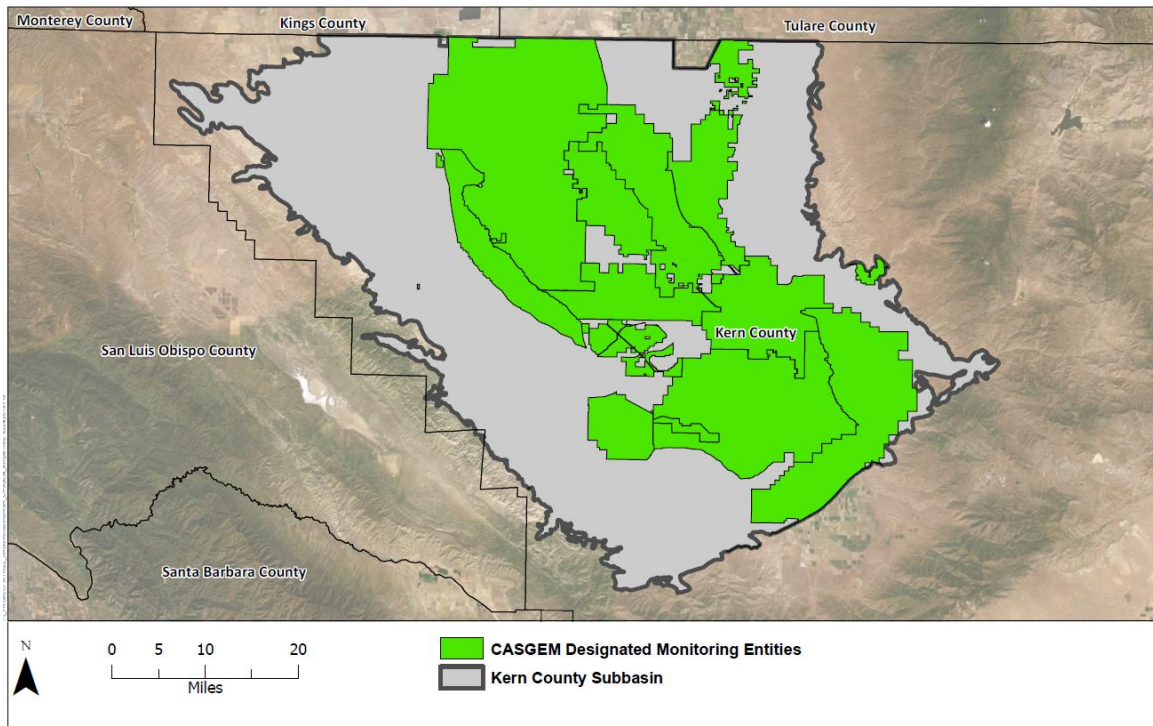 Monterey County
Kings County
Tulare County
Kern County
San Luis Obispo County
Santa Barbara County
N
0 5 10 20
Miles
CASGEM Designated Monitoring Entities
Kern County Subbasin